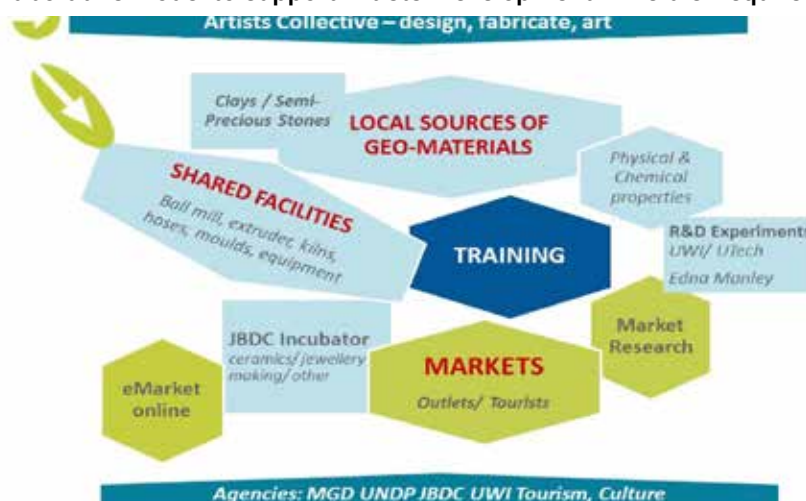 Artists Collective – design, fabricate, art
Clays / Semi-
Precious Stones
LOCAL SOURCES OF
GEO-MATERIALS
Physical &
Chemical
properties
SHARED FACILITIES
Ball mill, extruder, kilns,
hoses, moulds, equipment
TRAINING
R&D Experiments
UWI/ UTech
Edna Manley
JBDC Incubator
ceramics/ jewellery
making/ other
Market
Research
MARKETS
Outlets/ Tourists
eMarket
online
Agencies: MGD UNDP JBDC UWI Tourism, Culture